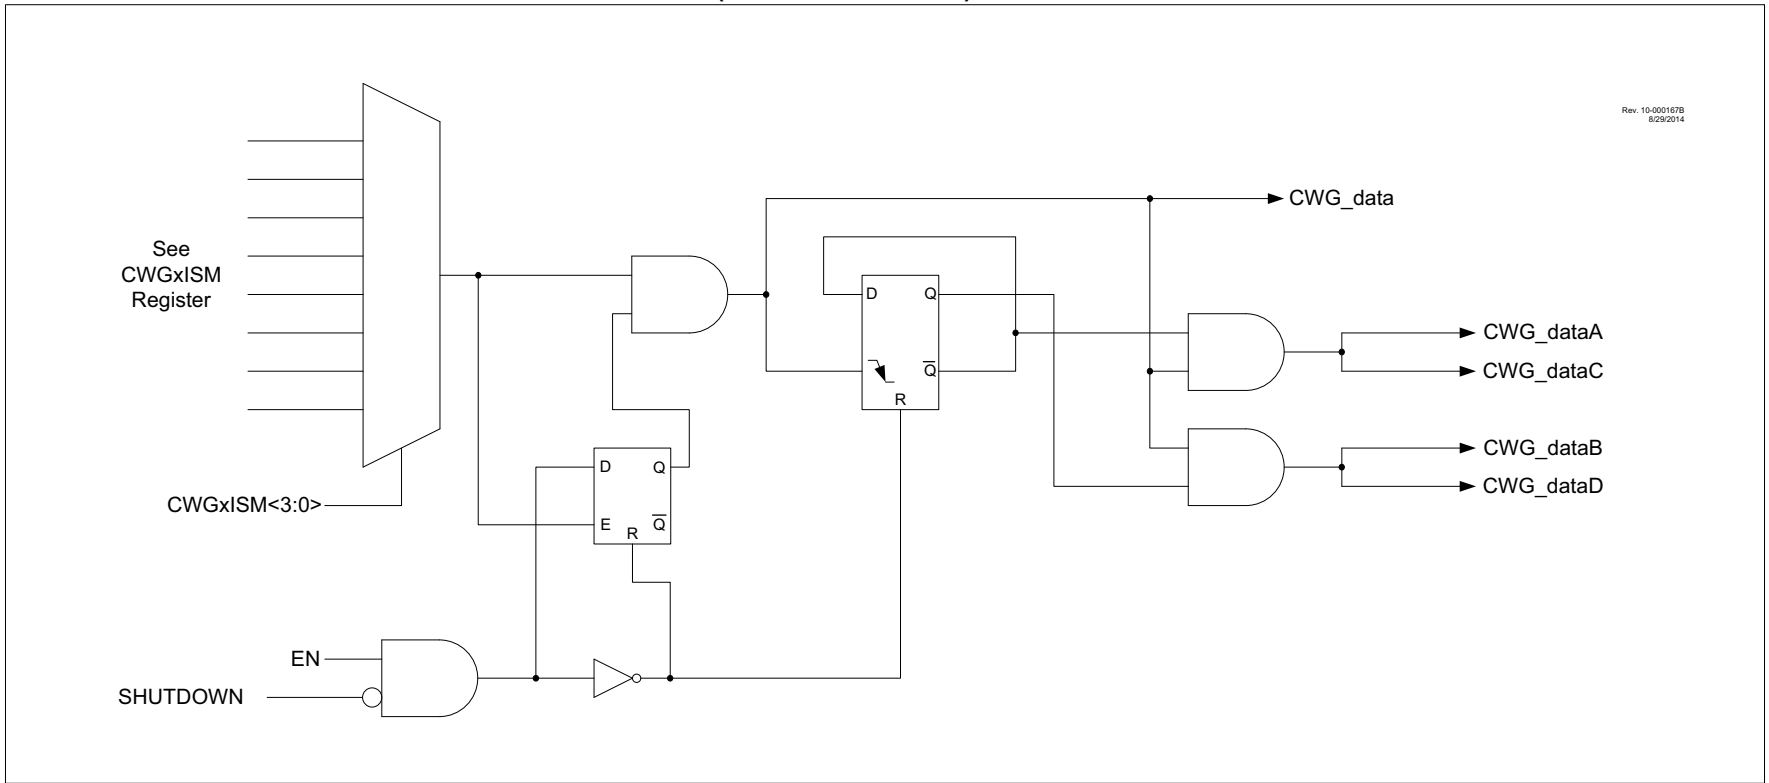 Rev. 10-000167B
8/29/2014
CWG_data
See
CWGxISM
Register
D
Q
Q
R
CWG_dataA
CWG_dataC
CWG_dataB
CWG_dataD
D
Q
E
Q
R
CWGxISM<3:0>
EN
SHUTDOWN